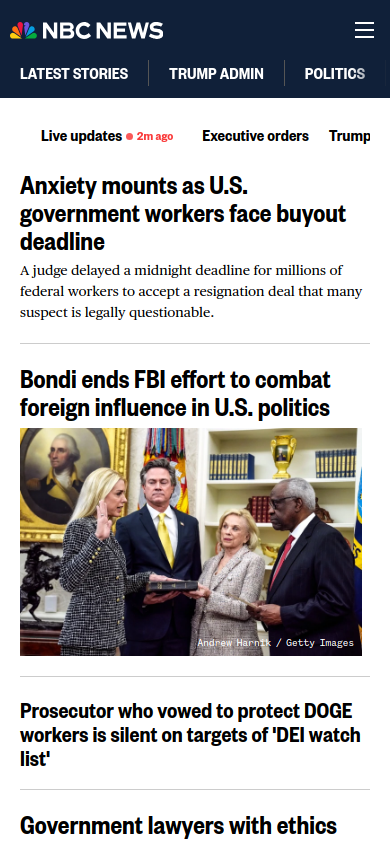 NBC NEWS
LATEST STORIES
TRUMP ADMIN
POLITICS
Live updates 2m ago
Executive orders
Trump
Anxiety mounts as U.S.
government workers face buyout
deadline
A judge delayed a midnight deadline for millions of
federal workers to accept a resignation deal that many
suspect is legally questionable.
Bondi ends FBI effort to combat
foreign influence in U.S. politics
Andrew Harnik / Getty Images
Prosecutor who vowed to protect DOGE
workers is silent on targets of 'DEI watch
list'
Government lawyers with ethics